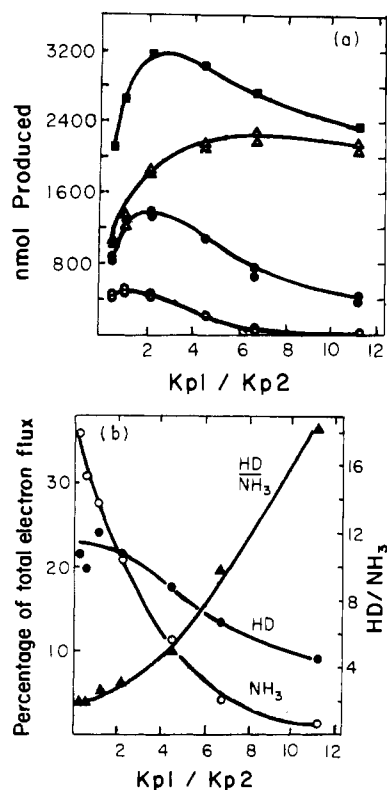 (a)
nmol Produced
3200
2400
1600
800
2 4 6 8 10 12
Kp1 / Kp2
(b)
Percentage of total electron flux
30
20
10
HD/NH₃
16
12
8
4
HD
NH₃
HD
NH₃
2 4 6 8 10 12
Kp1 / Kp2